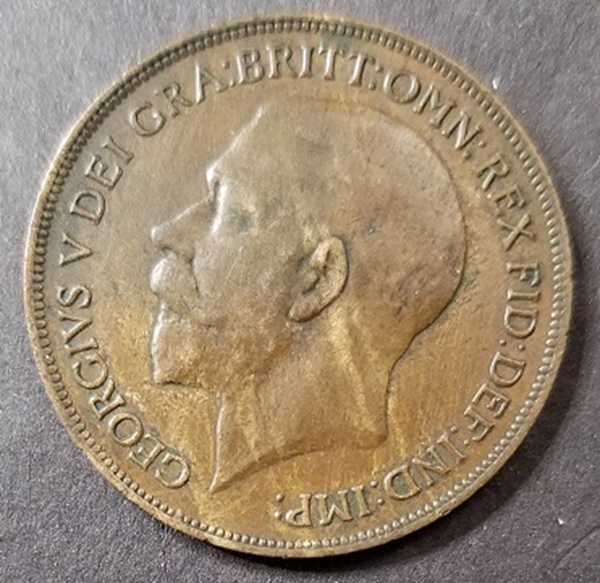 GEORGIVS V DEI GRA:BRITT:OMN:REX FID:DEF:IND:IMP: